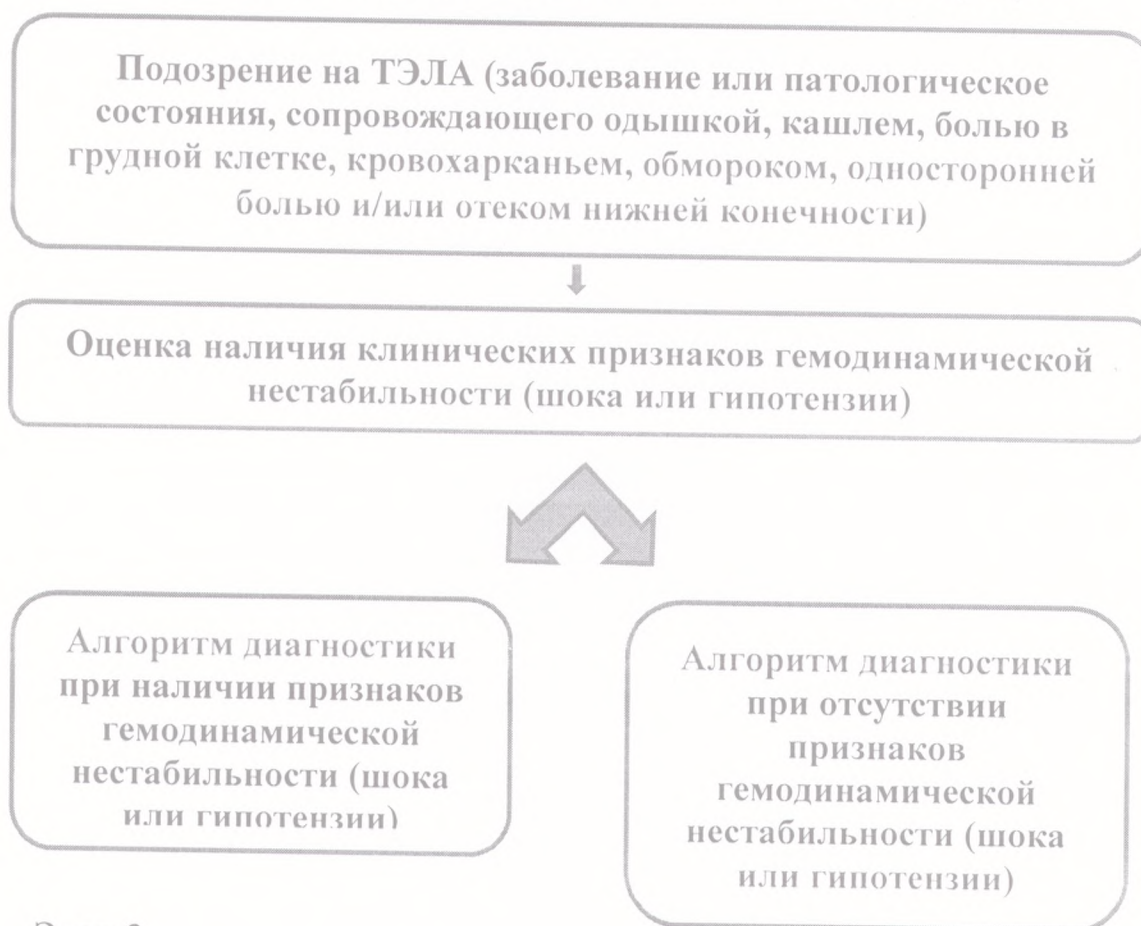 Подозрение на ТЭЛА (заболевание или патологическое
состояния, сопровождающего одышкой, кашлем, болью в
грудной клетке, кровохарканьем, обмороком, односторонней
болью и/или отеком нижней конечности)
Оценка наличия клинических признаков гемодинамической
нестабильности (шока или гипотензии)
Алгоритм диагностики
при наличии признаков
гемодинамической
нестабильности (шока
или гипотензии)
Алгоритм диагностики
при отсутствии
признаков
гемодинамической
нестабильности (шока
или гипотензии)